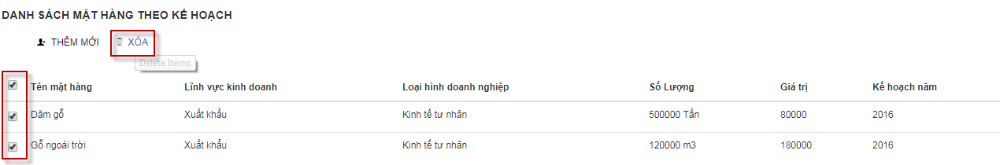 DANH SÁCH MẶT HÀNG THEO KẾ HOẠCH
THÊM MỚI XÓA
Delete Items
Tên mặt hàng Lĩnh vực kinh doanh Loại hình doanh nghiệp Số Lượng Giá trị Kế hoạch năm
Dăm gỗ Xuất khẩu Kinh tế tư nhân 500000 Tấn 80000 2016
Gỗ ngoài trời Xuất khẩu Kinh tế tư nhân 120000 m3 180000 2016